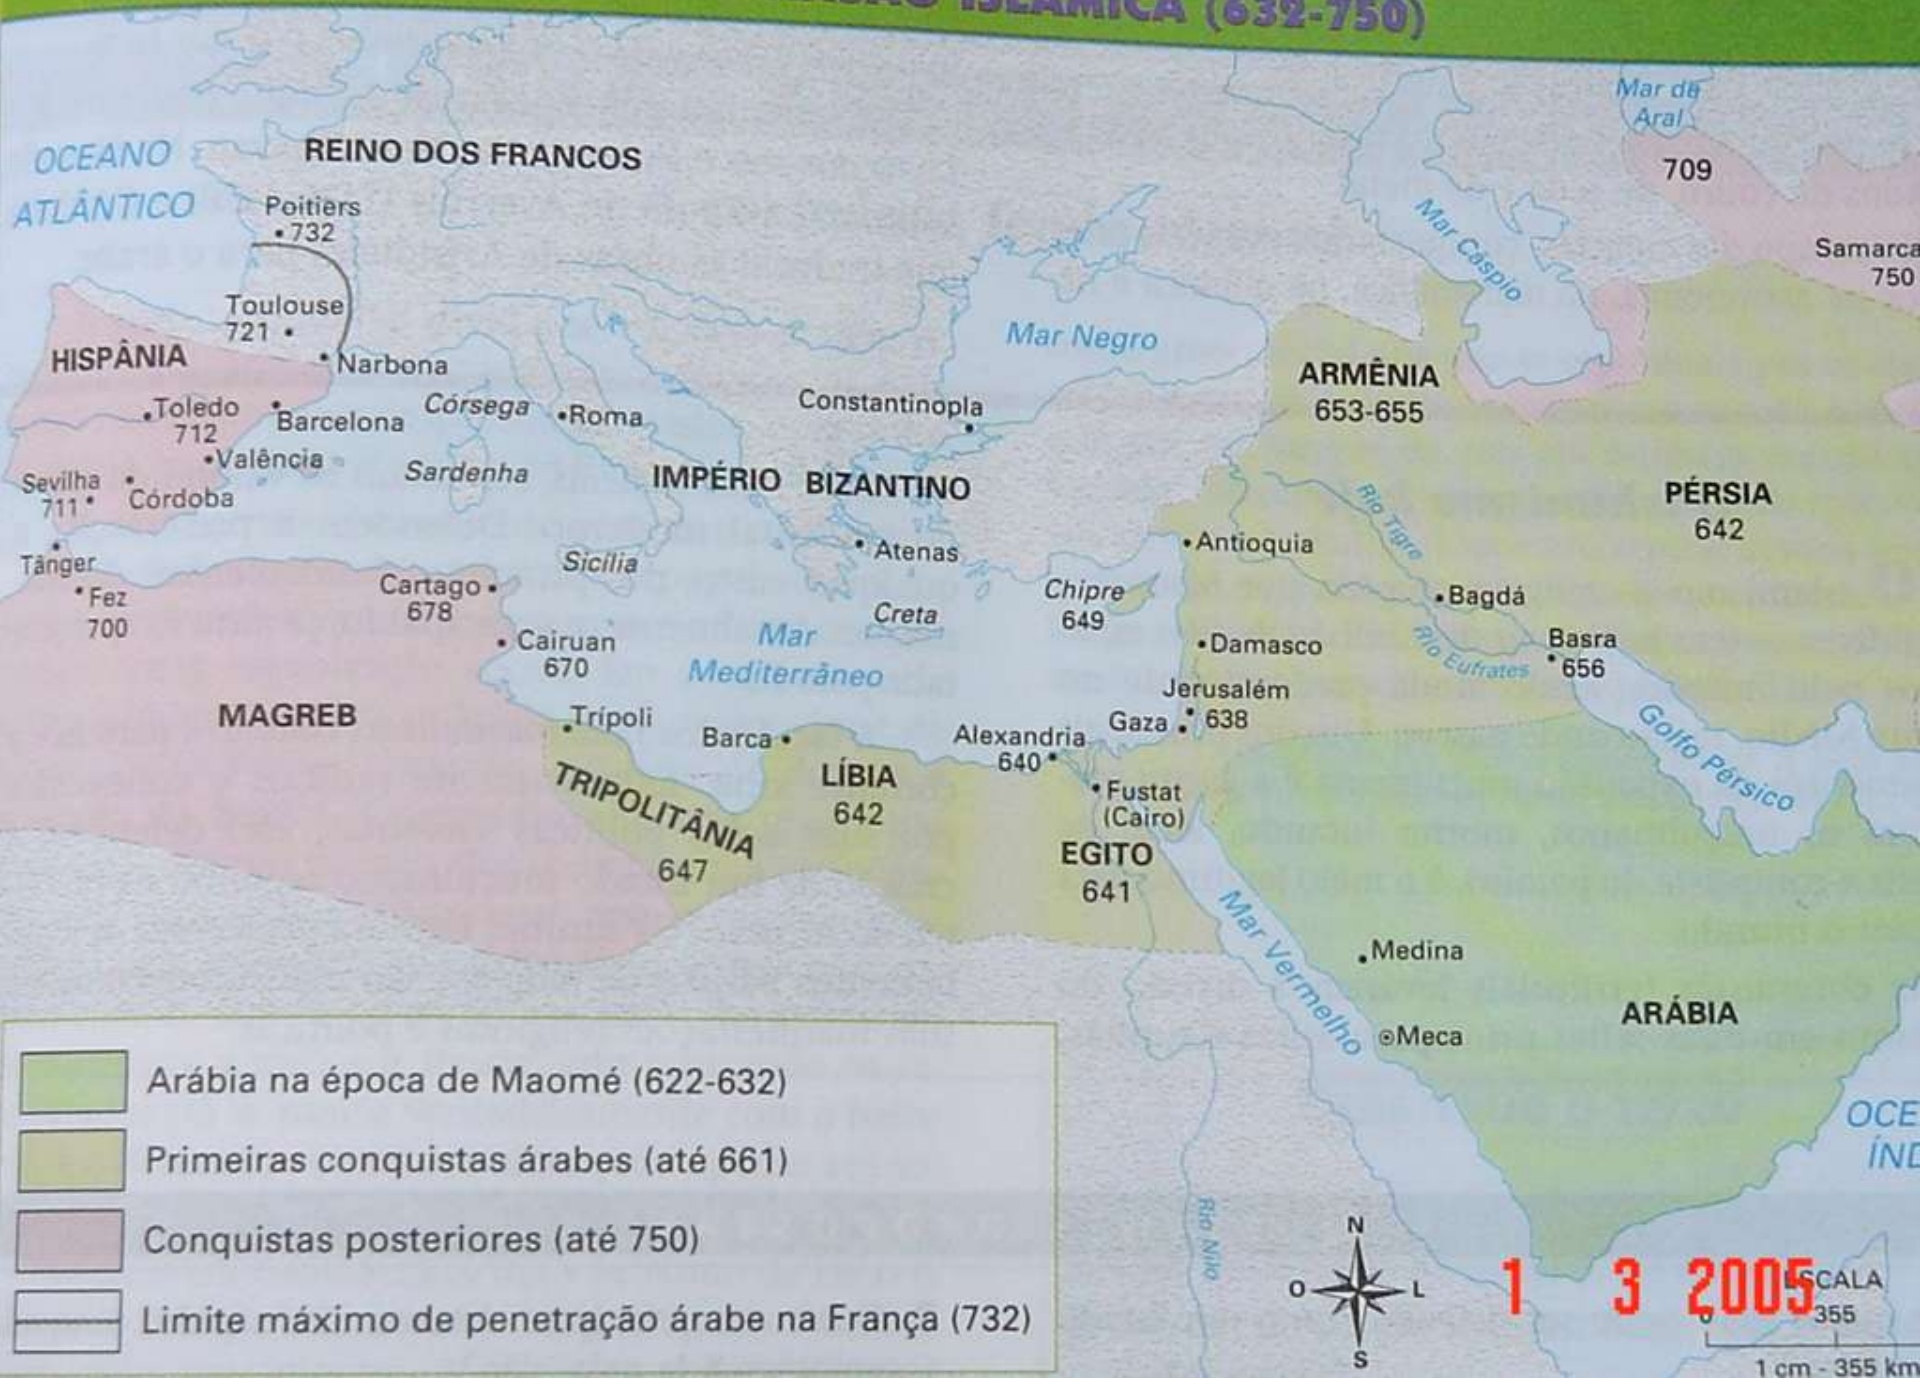 ISLÂMICA (632-750)
Mar de
Aral
OCEANO
ATLÂNTICO
REINO DOS FRANCOS
709
Poitiers
732
Mar Cáspio
Samarca
750
Toulouse
721
Mar Negro
HISPÂNIA
Narbona
ARMÊNIA
653-655
Toledo
712
Barcelona
Córsega
Roma
Constantinopla
Valência
Sardenha
IMPÉRIO BIZANTINO
Sevilha
711
Córdoba
Rio Tigre
PÉRSIA
642
Tânger
Sicília
Atenas
Antioquia
Fez
700
Cartago
678
Creta
Chipre
649
Bagdá
Cairuan
670
Mar
Mediterrâneo
Damasco
Rio Eufrates
Basra
656
MAGREB
Trípoli
Barca
Alexandria
640
Gaza
Jerusalém
638
Golfo Pérsico
TRIPOLITÂNIA
647
LÍBIA
642
Fustat
(Cairo)
EGITO
641
Mar Vermelho
Medina
Meca
ARÁBIA
Arábia na época de Maomé (622-632)
Primeiras conquistas árabes (até 661)
Conquistas posteriores (até 750)
Limite máximo de penetração árabe na França (732)
OCE
ÍND
Rio Nilo
N
O
L
S
1 3 2005
SCALA
0
355
1 cm - 355 km